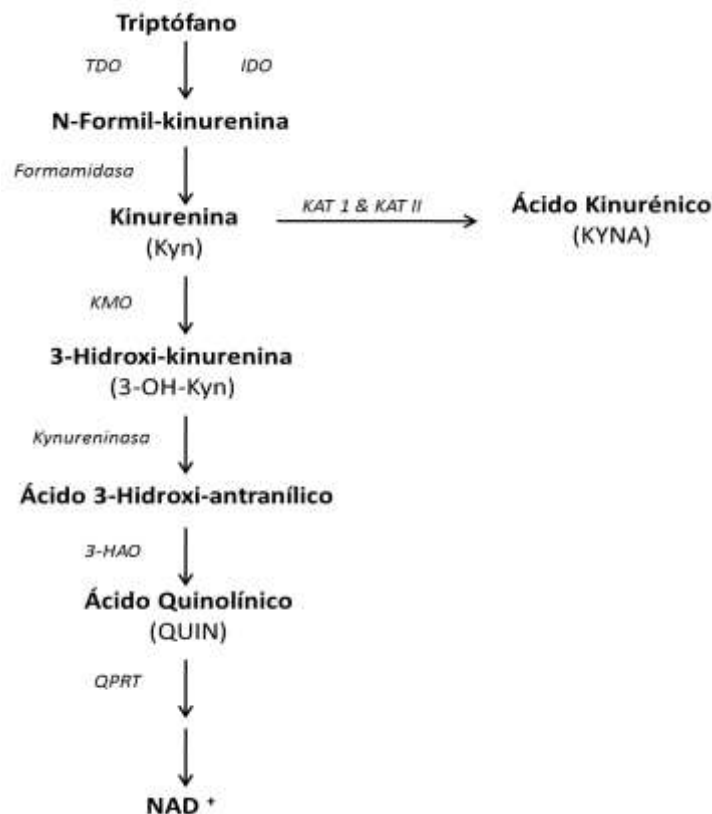 Triptófano
TDO IDO
N-Formil-kinurenina
Formamidasa
Kinurenina
(Kyn)
KAT 1 & KAT II
Ácido Kinurénico
(KYNA)
KMO
3-Hidroxi-kinurenina
(3-OH-Kyn)
Kynureninasa
Ácido 3-Hidroxi-antranílico
3-HAO
Ácido Quinolínico
(QUIN)
QPRT
NAD +